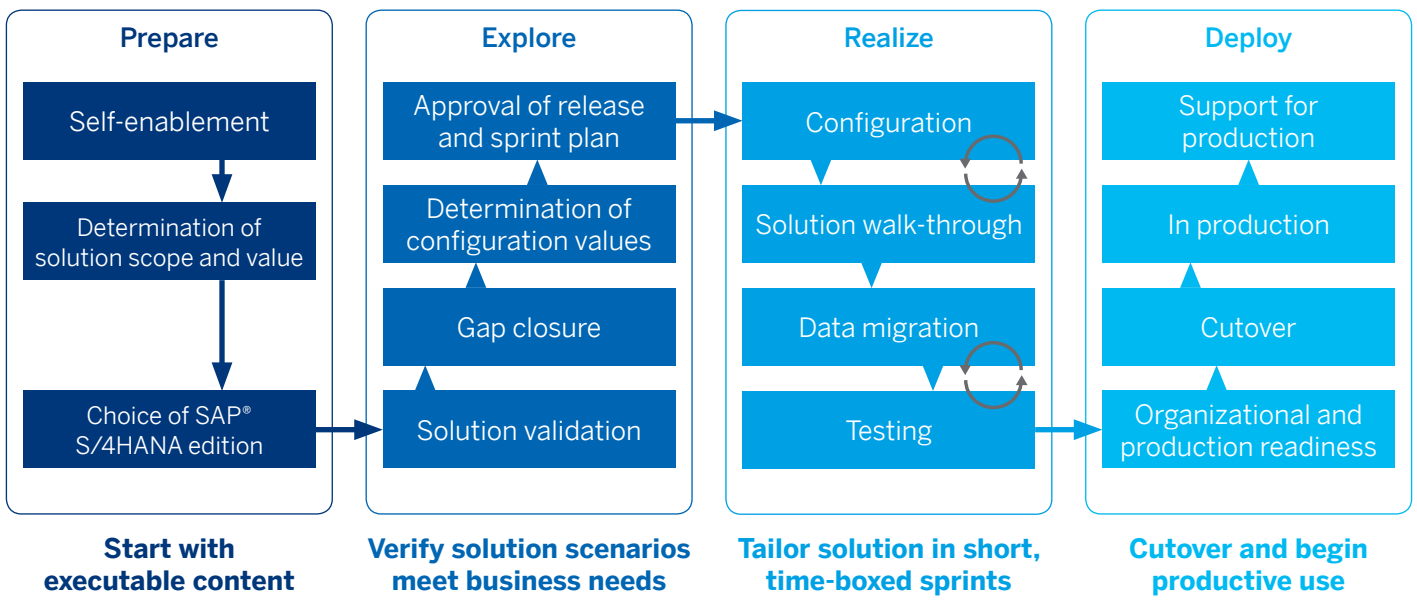 Prepare
Self-enablement
Determination of
solution scope and value
Choice of SAP®
S/4HANA edition
Start with
executable content
Explore
Approval of release
and sprint plan
Determination of
configuration values
Gap closure
Solution validation
Verify solution scenarios
meet business needs
Realize
Configuration
Solution walk-through
Data migration
Testing
Tailor solution in short,
time-boxed sprints
Deploy
Support for
production
In production
Cutover
Organizational and
production readiness
Cutover and begin
productive use